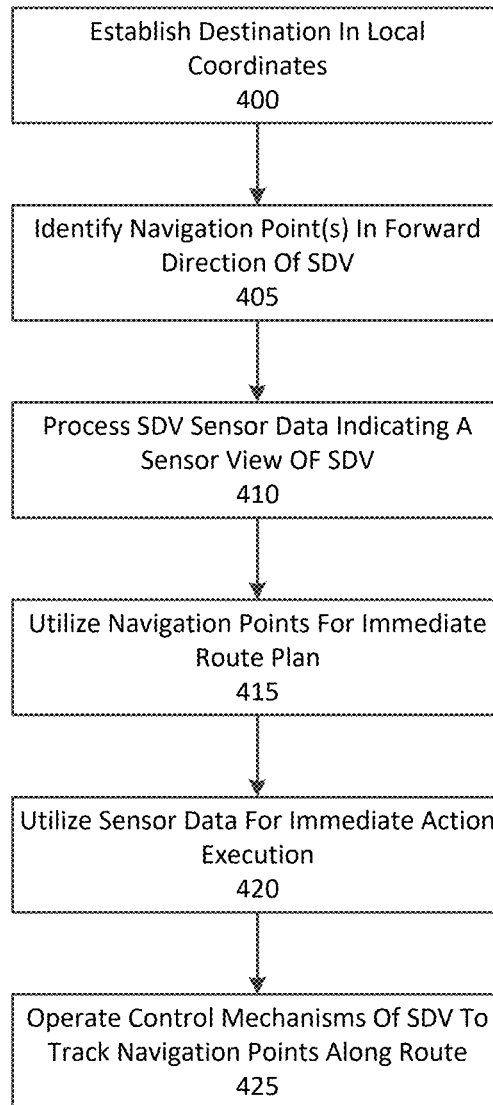 Establish Destination In Local
Coordinates
400
Identify Navigation Point(s) In Forward
Direction Of SDV
405
Process SDV Sensor Data Indicating A
Sensor View OF SDV
410
Utilize Navigation Points For Immediate
Route Plan
415
Utilize Sensor Data For Immediate Action
Execution
420
Operate Control Mechanisms Of SDV To
Track Navigation Points Along Route
425